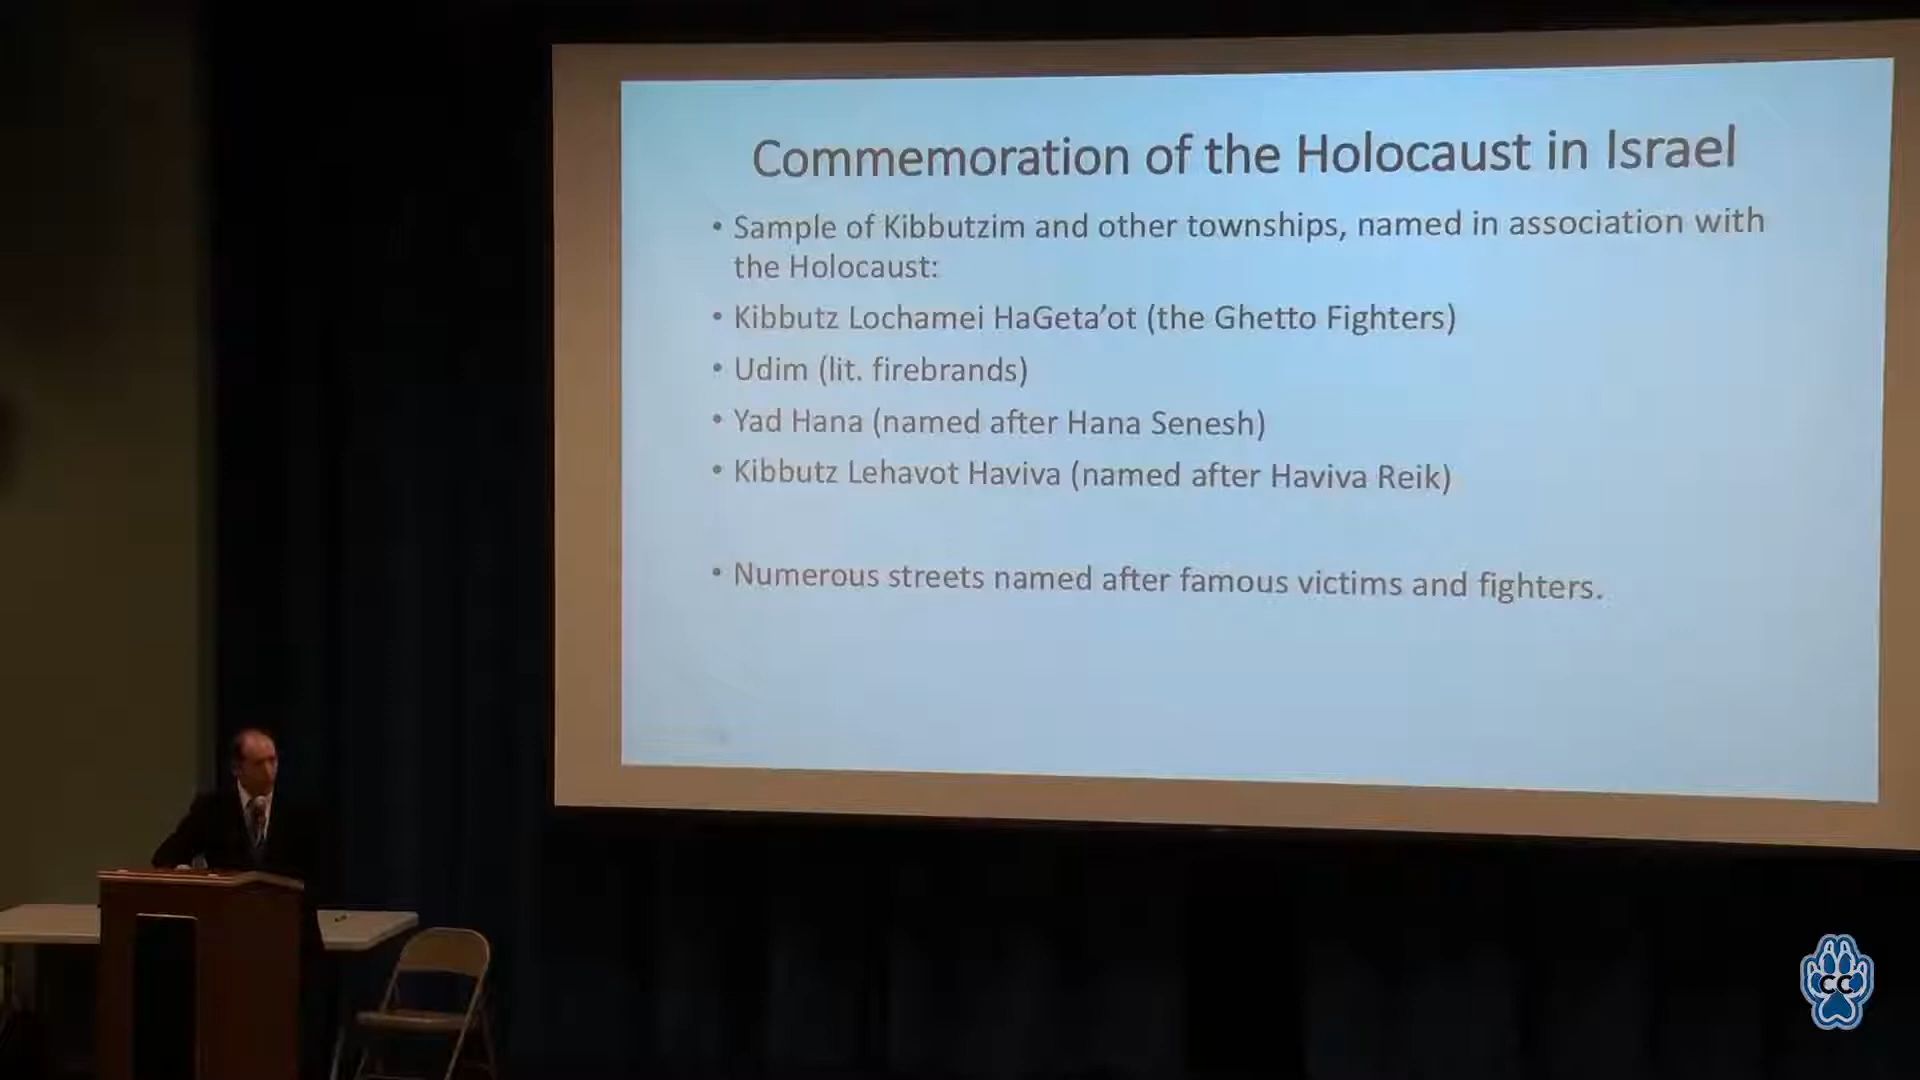 Commemoration of the Holocaust in Israel
• Sample of Kibbutzim and other townships, named in association with
the Holocaust:
• Kibbutz Lochamei HaGeta’ot (the Ghetto Fighters)
• Udim (lit. firebrands)
• Yad Hana (named after Hana Senesh)
• Kibbutz Lehavot Haviva (named after Haviva Reik)
• Numerous streets named after famous victims and fighters.
CC